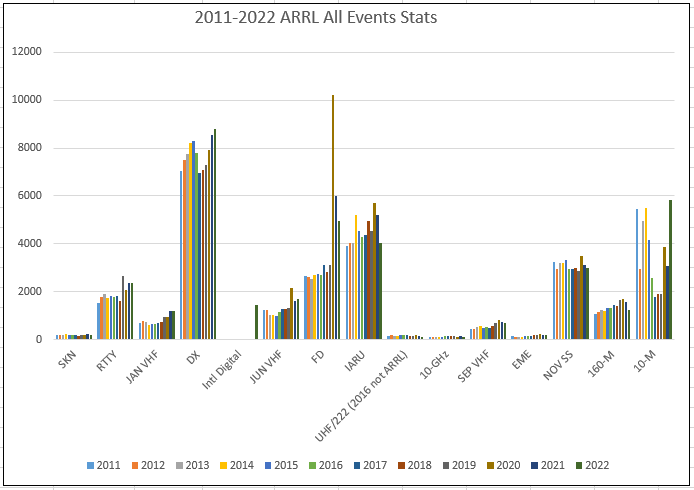 2011-2022 ARRL All Events Stats
12000
10000
8000
6000
4000
2000
0
SKN
RTTY
JAN VHF
DX
Intl Digital
JUN VHF
FD
IARU
UHF/222 (2016 not ARRL)
10-GHz
SEP VHF
EME
NOV SS
160-M
10-M
2011 2012 2013 2014 2015 2016 2017 2018 2019 2020 2021 2022